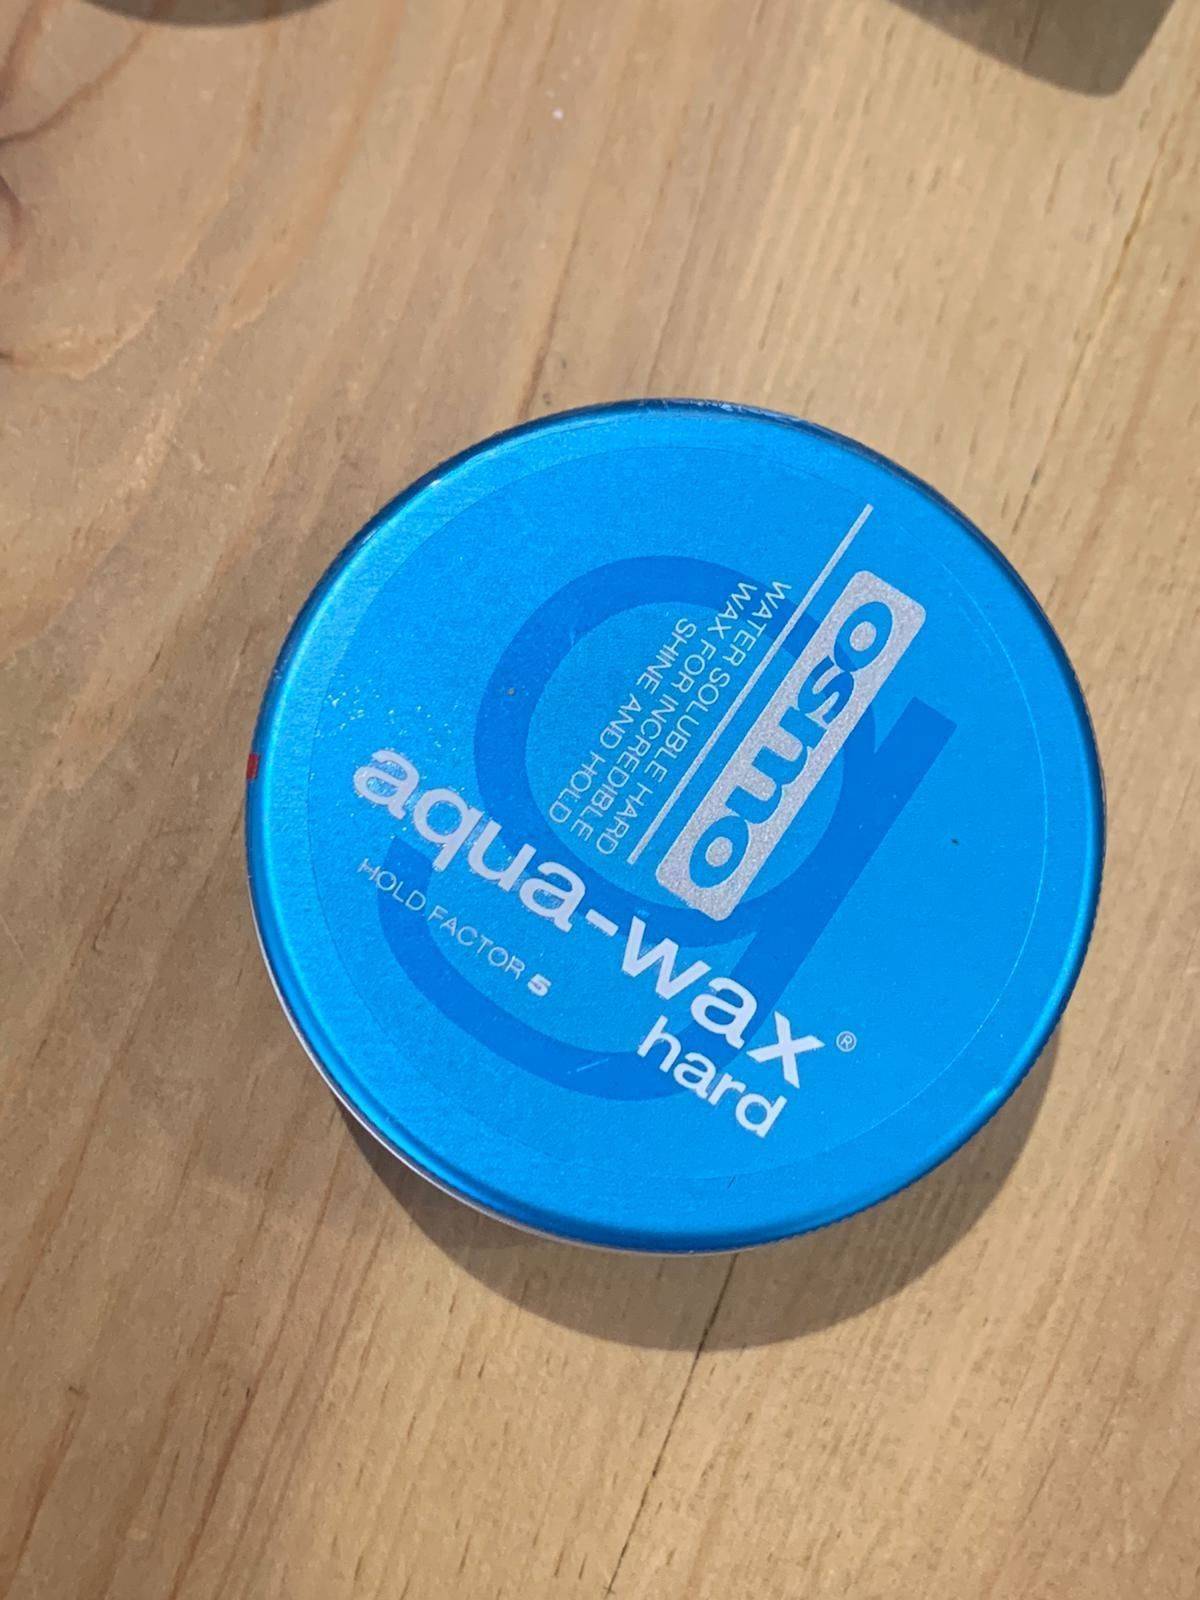 osmo
WATER SOLUBLE HARD
WAX FOR INCREDIBLE
SHINE AND HOLD
aqua-wax®
hard
HOLD FACTOR 5